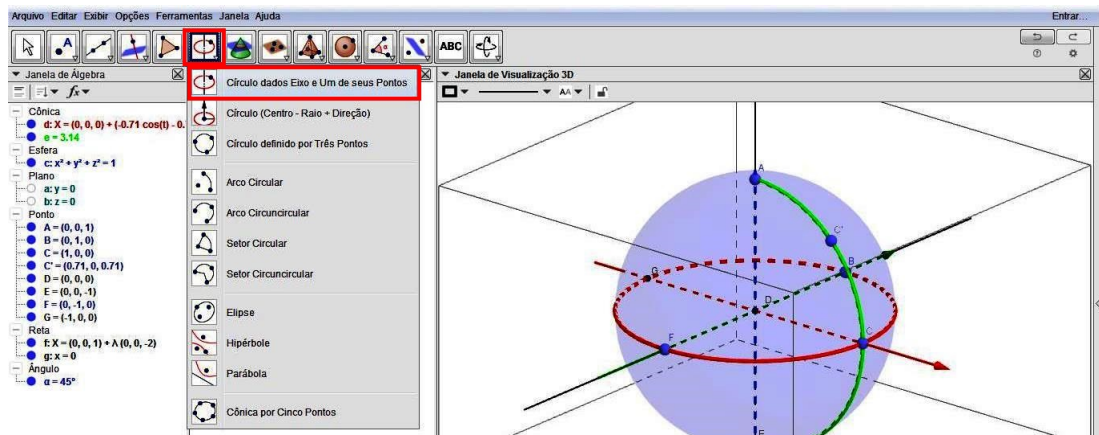 Arquivo Editar Exibir Opções Ferramentas Janela Ajuda
Entrar...
A
ABC
Janela de Álgebra
fx
Cônica
d: X = (0, 0, 0) + (-0.71 cos(t) - 0.
e = 3.14
Esfera
c: x² + y² + z² = 1
Plano
a: y = 0
b: z = 0
Ponto
A = (0, 0, 1)
B = (0, 1, 0)
C = (1, 0, 0)
C' = (0.71, 0, 0.71)
D = (0, 0, 0)
E = (0, 0, -1)
F = (0, -1, 0)
G = (-1, 0, 0)
Reta
f: X = (0, 0, 1) + λ (0, 0, -2)
g: x = 0
Ângulo
α = 45°
Círculo dados Eixo e Um de seus Pontos
Círculo (Centro - Raio + Direção)
Círculo definido por Três Pontos
Arco Circular
Arco Circuncircular
Setor Circular
Setor Circuncircular
Elipse
Hipérbole
Parábola
Cônica por Cinco Pontos
Janela de Visualização 3D
AA
A
C'
B
G
D
C
F
E